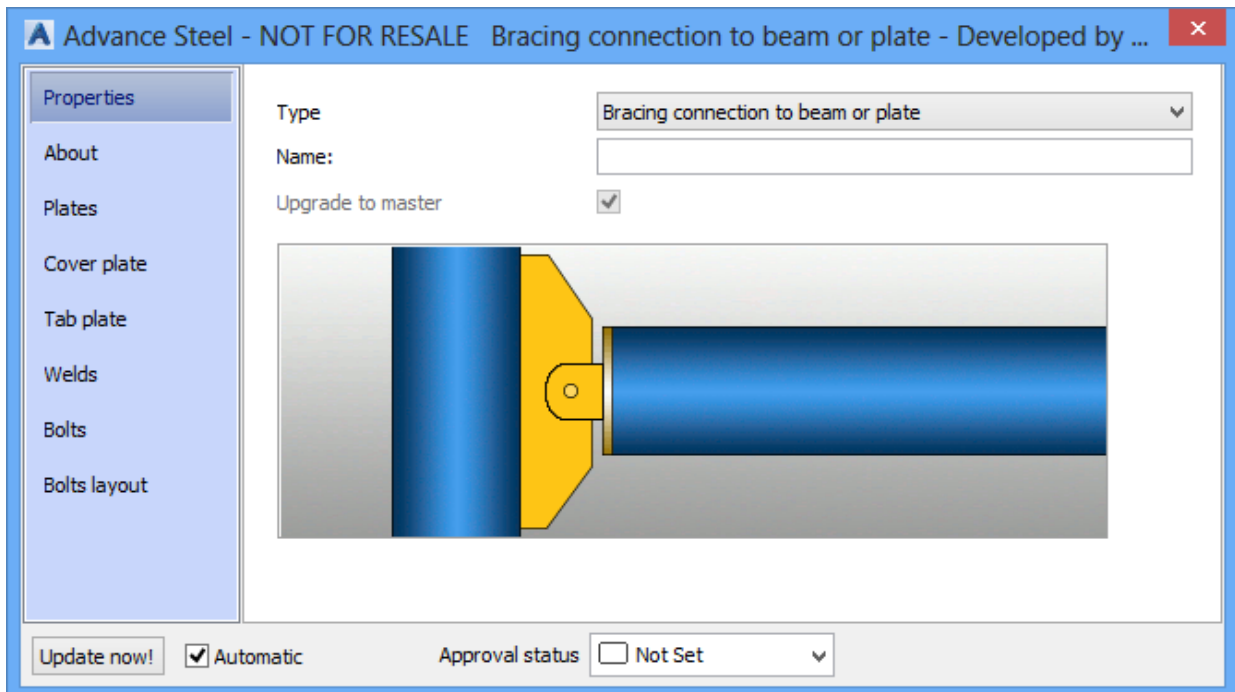 Advance Steel - NOT FOR RESALE Bracing connection to beam or plate - Developed by ...
Properties
About
Plates
Cover plate
Tab plate
Welds
Bolts
Bolts layout
Type Bracing connection to beam or plate
Name:
Upgrade to master
Update now! Automatic Approval status Not Set